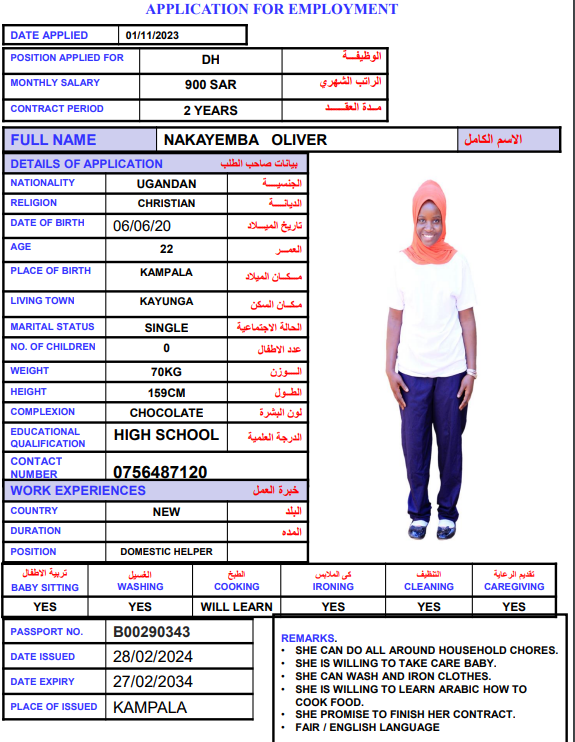 APPLICATION FOR EMPLOYMENT
DATE APPLIED 01/11/2023
POSITION APPLIED FOR DH الوظيفــة
MONTHLY SALARY 900 SAR الراتب الشهري
CONTRACT PERIOD 2 YEARS مــدة العقــد
FULL NAME NAKAYEMBA OLIVER الاسم الكامل
DETAILS OF APPLICATION بيانات صاحب الطلب
NATIONALITY UGANDAN الجنسيــة
RELIGION CHRISTIAN الديانــة
DATE OF BIRTH 06/06/20 تاريخ الميــلاد
AGE 22 العمــر
PLACE OF BIRTH KAMPALA مـكـان الميلاد
LIVING TOWN KAYUNGA مـكـان السكن
MARITAL STATUS SINGLE الحالة الاجتماعية
NO. OF CHILDREN 0 عدد الاطفال
WEIGHT 70KG الــوزن
HEIGHT 159CM الطــول
COMPLEXION CHOCOLATE لون البشرة
EDUCATIONAL QUALIFICATION HIGH SCHOOL الدرجة العلمية
CONTACT NUMBER 0756487120
WORK EXPERIENCES خبرة العمل
COUNTRY NEW البلد
DURATION المده
POSITION DOMESTIC HELPER
تربية الاطفال الغسيل الطبخ كى الملابس التنظيف تقديم الرعاية
BABY SITTING WASHING COOKING IRONING CLEANING CAREGIVING
YES YES WILL LEARN YES YES YES
PASSPORT NO. B00290343
DATE ISSUED 28/02/2024
DATE EXPIRY 27/02/2034
PLACE OF ISSUED KAMPALA
REMARKS.
• SHE CAN DO ALL AROUND HOUSEHOLD CHORES.
• SHE IS WILLING TO TAKE CARE BABY.
• SHE CAN WASH AND IRON CLOTHES.
• SHE IS WILLING TO LEARN ARABIC HOW TO
COOK FOOD.
• SHE PROMISE TO FINISH HER CONTRACT.
• FAIR / ENGLISH LANGUAGE